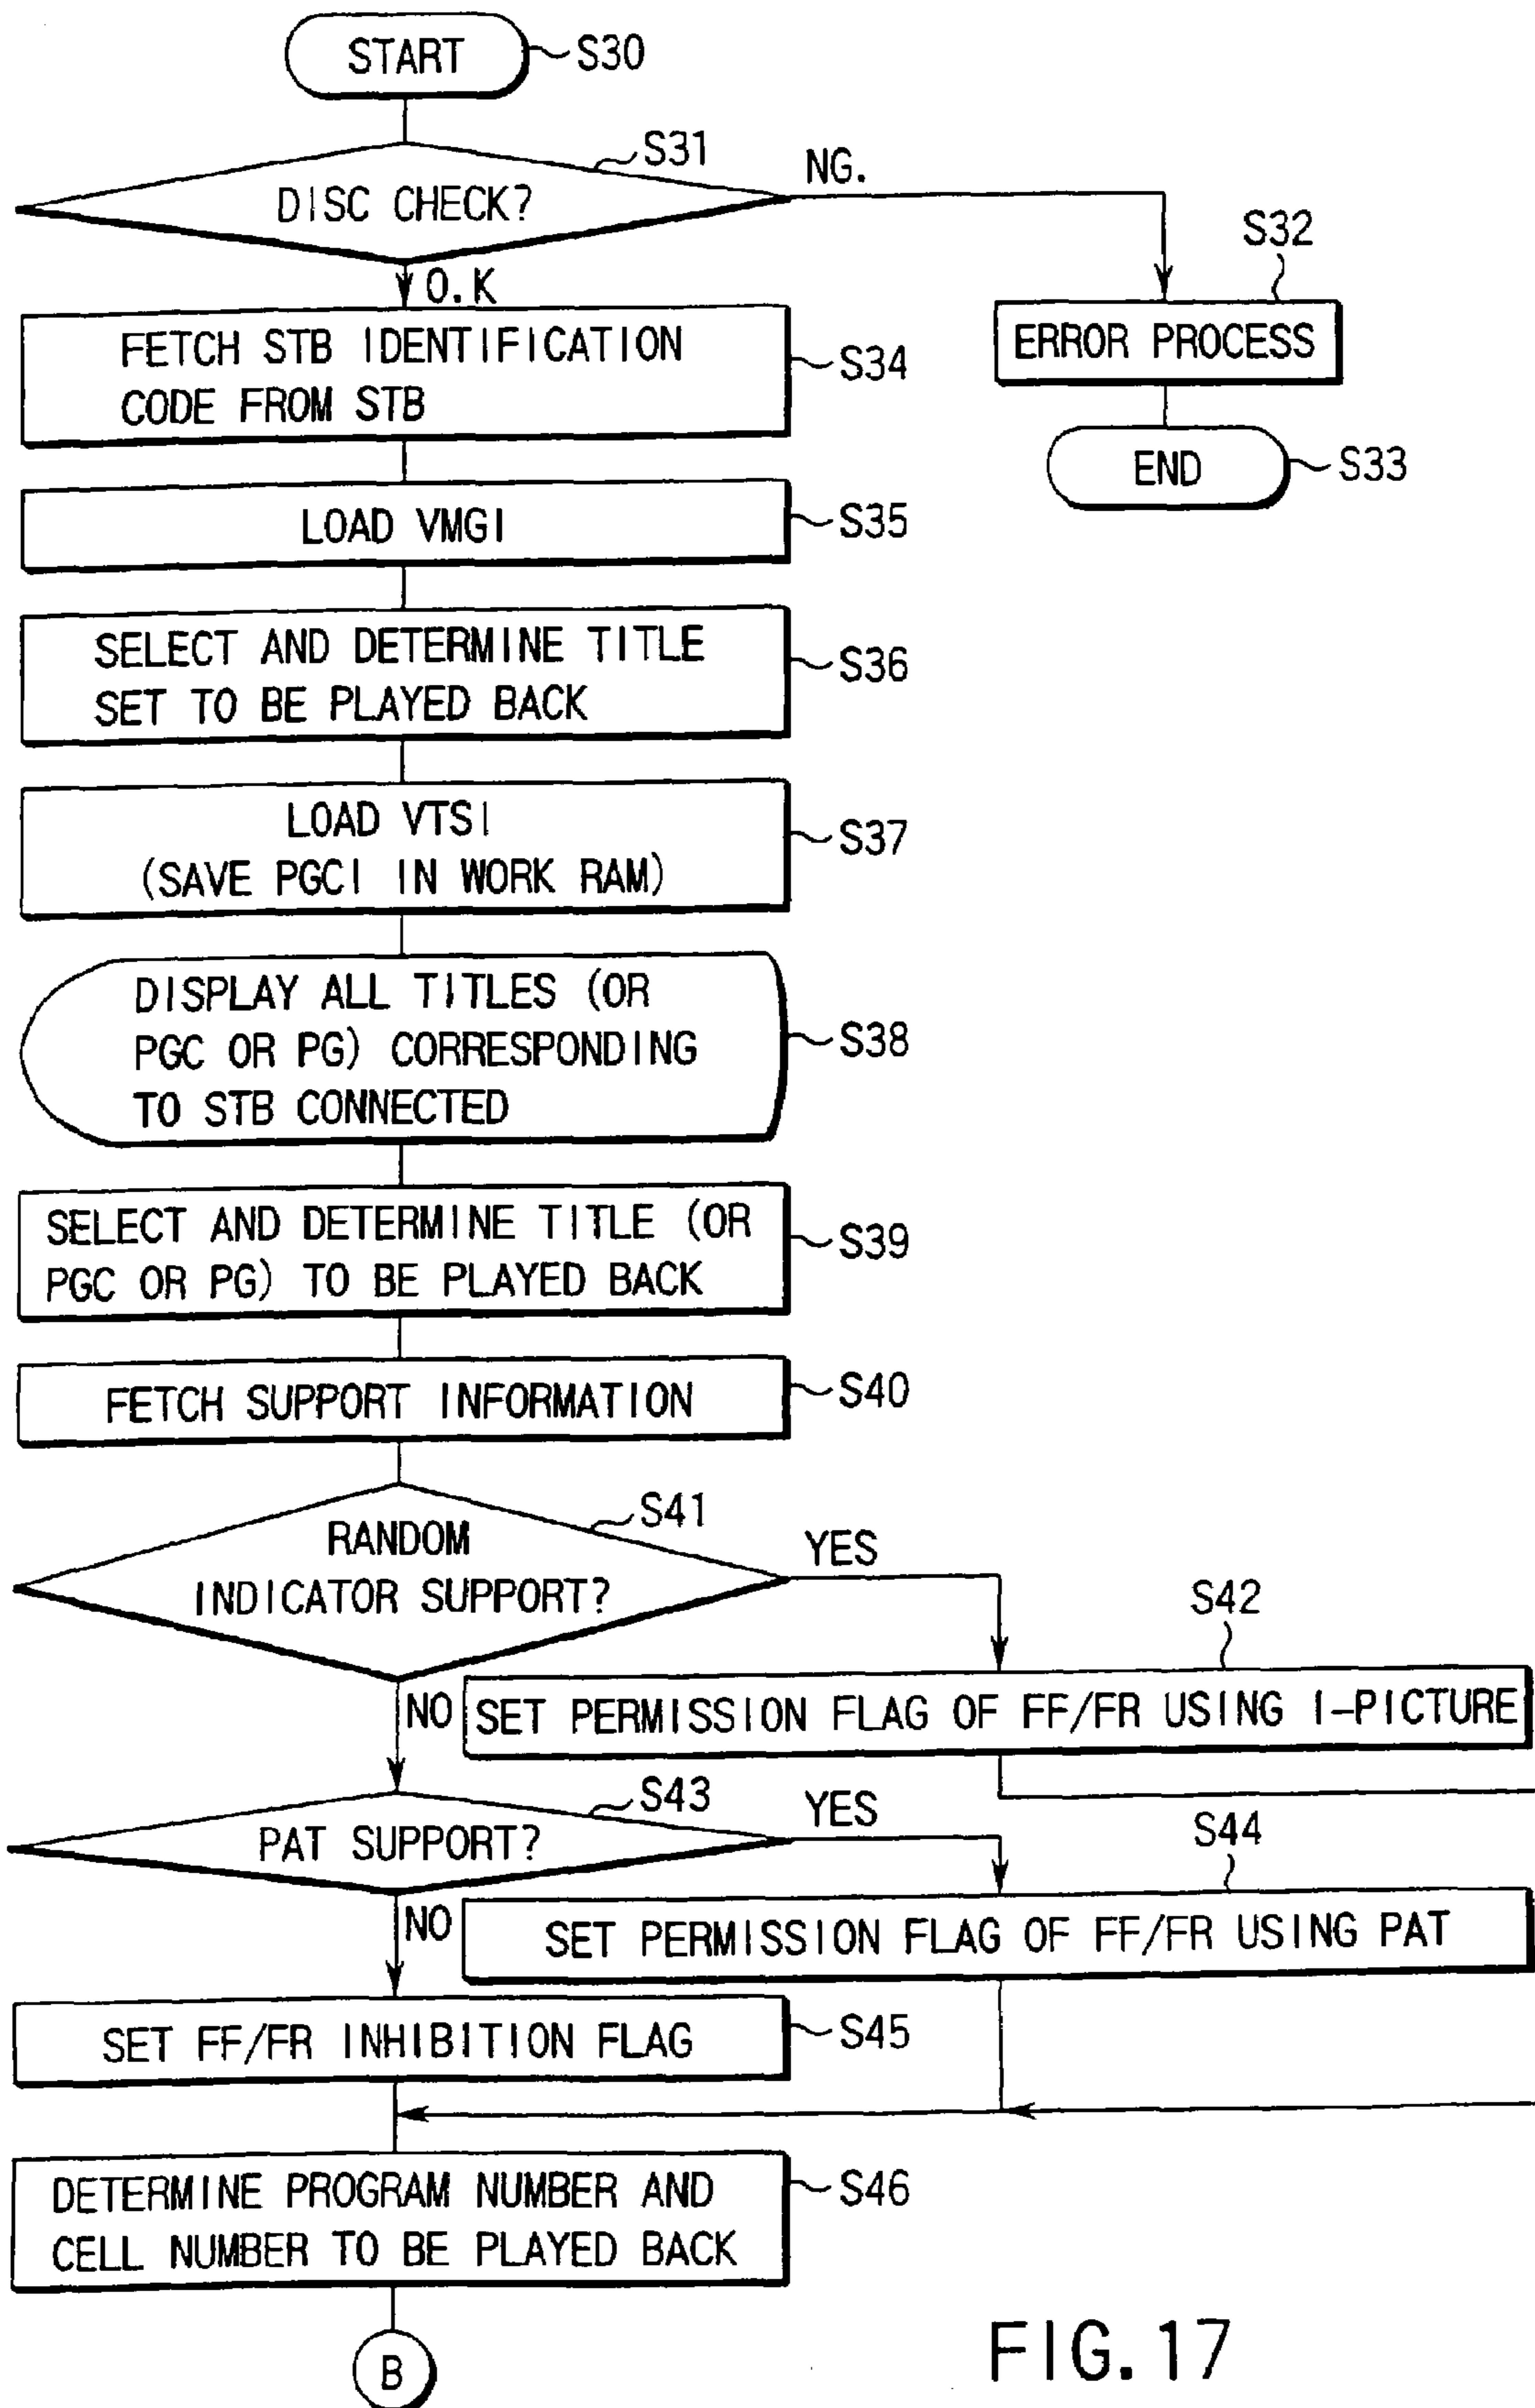 START
S30
S31
NG.
DISC CHECK?
S32
O.K
ERROR PROCESS
FETCH STB IDENTIFICATION
CODE FROM STB
S34
END
S33
LOAD VMGI
S35
SELECT AND DETERMINE TITLE
SET TO BE PLAYED BACK
S36
LOAD VTSI
(SAVE PGCI IN WORK RAM)
S37
DISPLAY ALL TITLES (OR
PGC OR PG) CORRESPONDING
TO STB CONNECTED
S38
SELECT AND DETERMINE TITLE (OR
PGC OR PG) TO BE PLAYED BACK
S39
FETCH SUPPORT INFORMATION
S40
S41
RANDOM
INDICATOR SUPPORT?
YES
S42
NO
SET PERMISSION FLAG OF FF/FR USING I-PICTURE
S43
YES
PAT SUPPORT?
S44
NO
SET PERMISSION FLAG OF FF/FR USING PAT
SET FF/FR INHIBITION FLAG
S45
DETERMINE PROGRAM NUMBER AND
CELL NUMBER TO BE PLAYED BACK
S46
B
FIG. 17